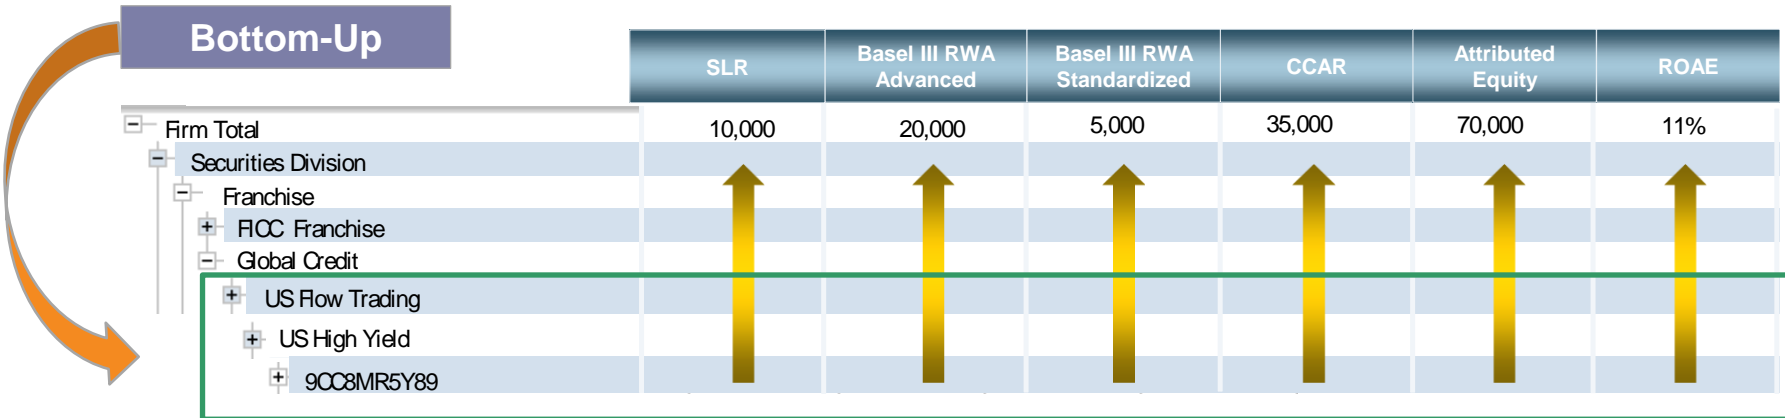 Bottom-Up
SLR
Basel III RWA
Advanced
Basel III RWA
Standardized
CCAR
Attributed
Equity
ROAE
Firm Total 10,000 20,000 5,000 35,000 70,000 11%
Securities Division
Franchise
FICC Franchise
Global Credit
US Flow Trading
US High Yield
9CC8MR5Y89